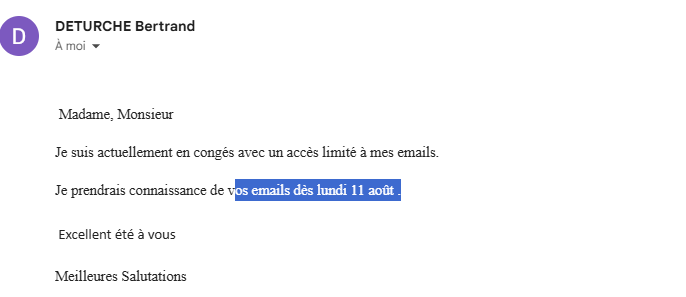 D
DETURCHE Bertrand
À moi
Madame, Monsieur
Je suis actuellement en congés avec un accès limité à mes emails.
Je prendrais connaissance de vos emails dès lundi 11 août .
Excellent été à vous
Meilleures Salutations